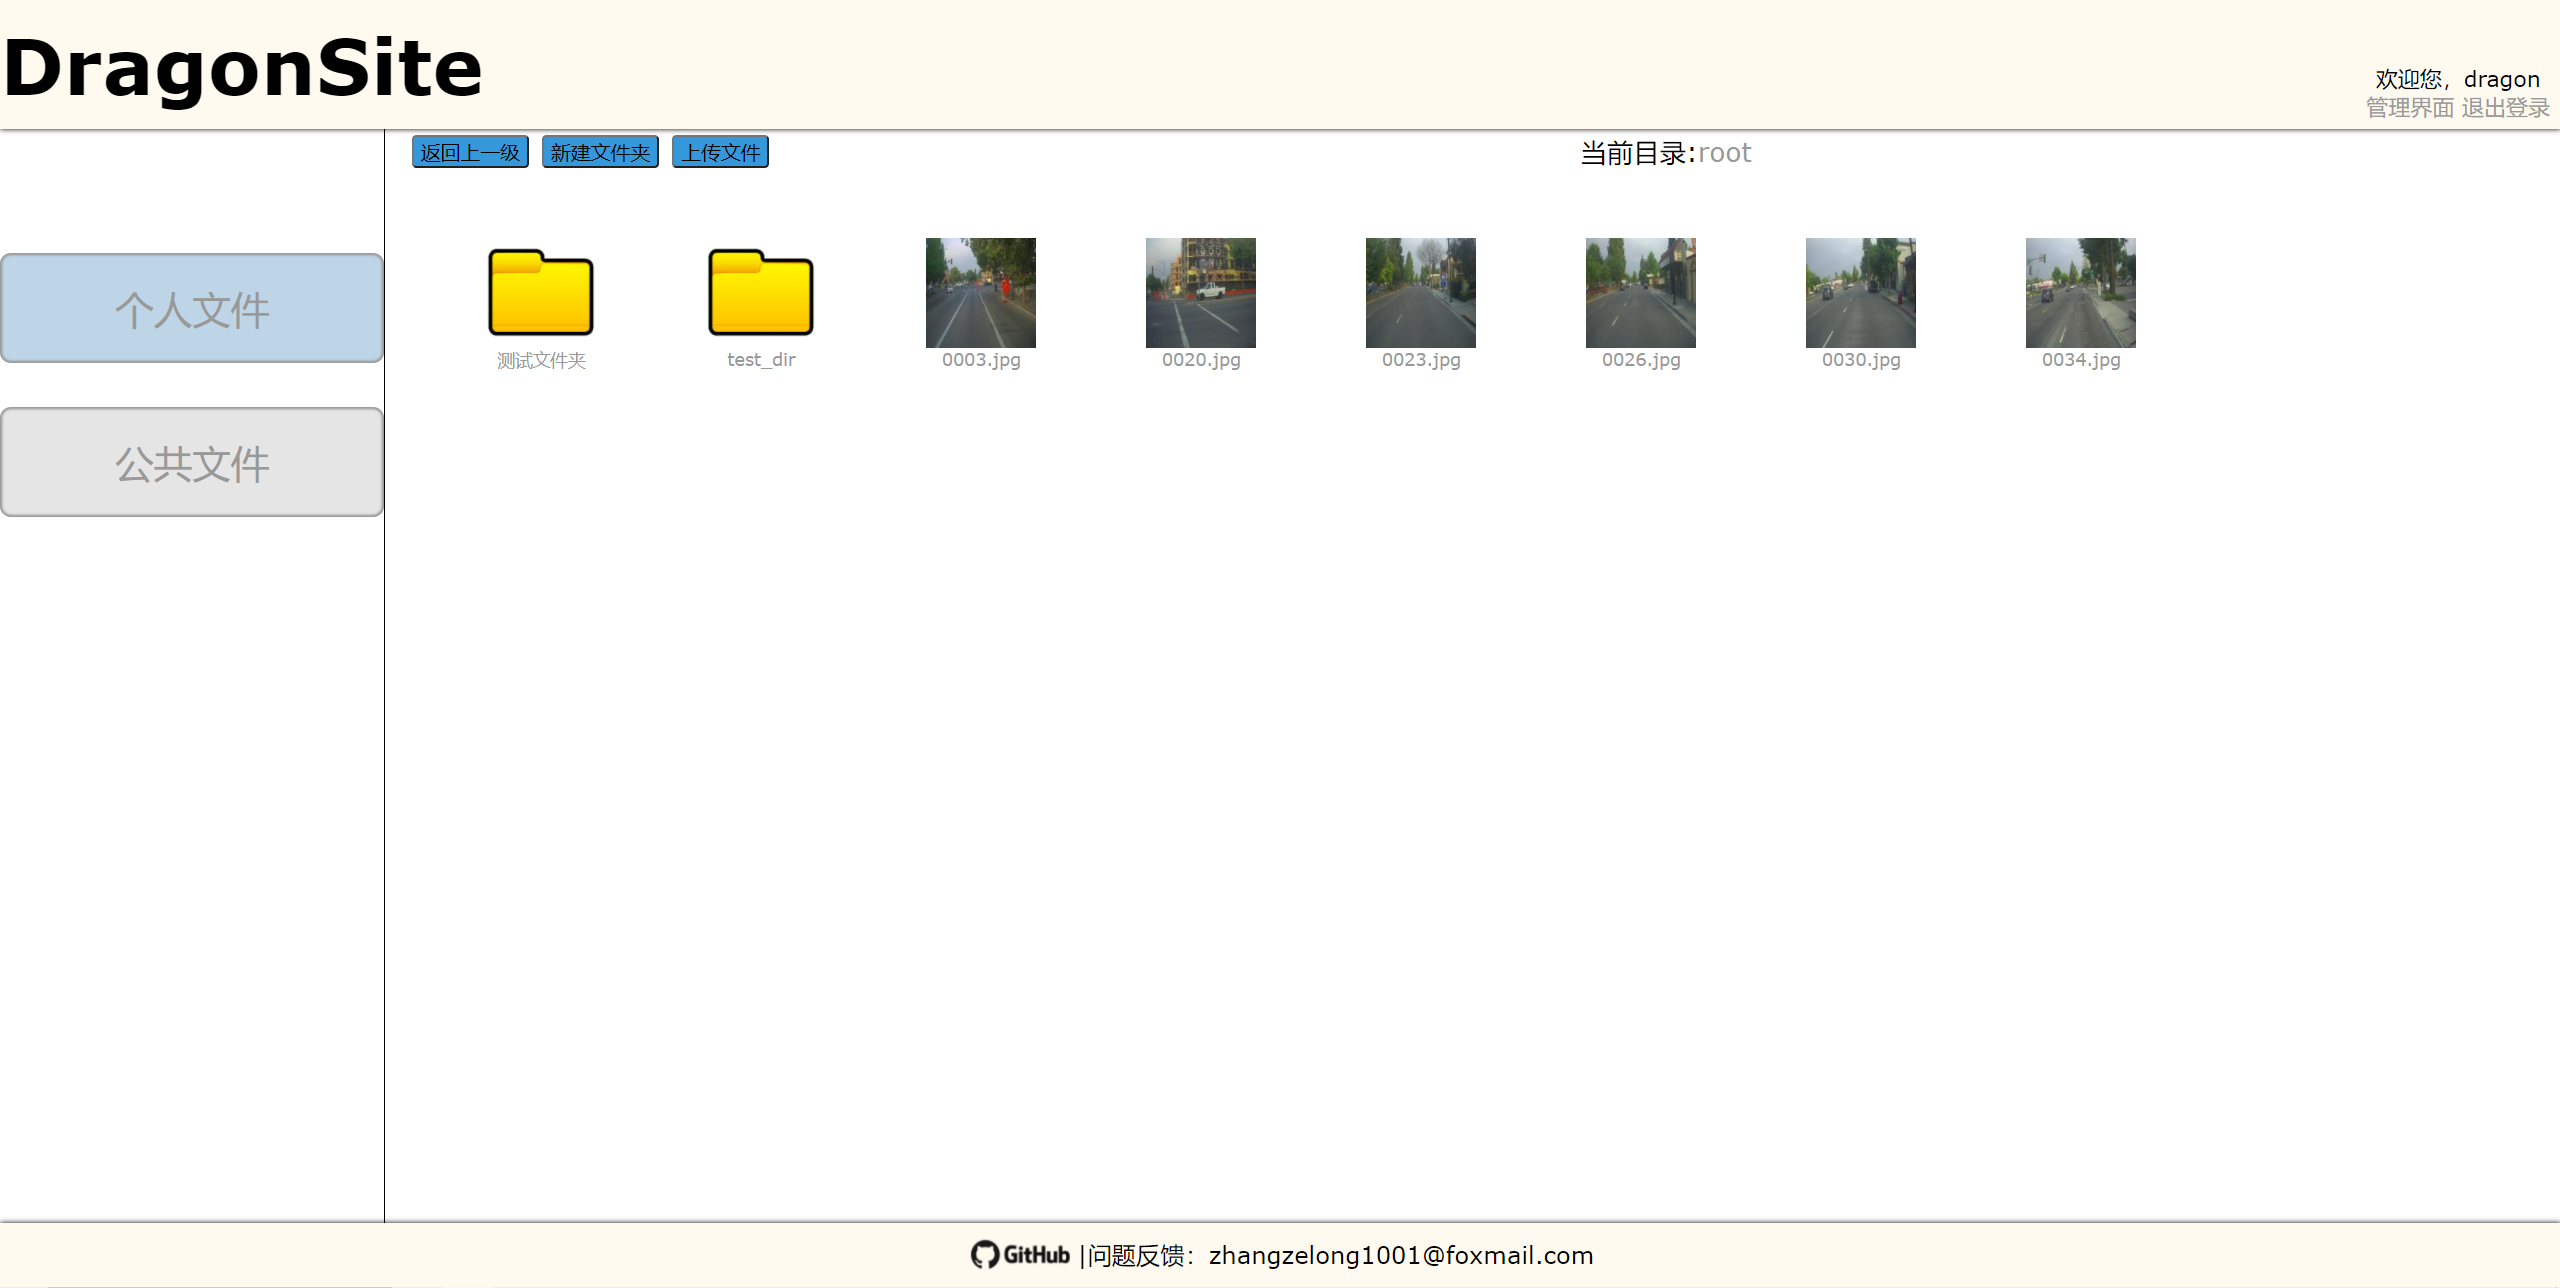 DragonSite
欢迎您，dragon
管理界面 退出登录
返回上一级 新建文件夹 上传文件 当前目录:root
个人文件
公共文件
测试文件夹 test_dir 0003.jpg 0020.jpg 0023.jpg 0026.jpg 0030.jpg 0034.jpg
GitHub |问题反馈：zhangzelong1001@foxmail.com